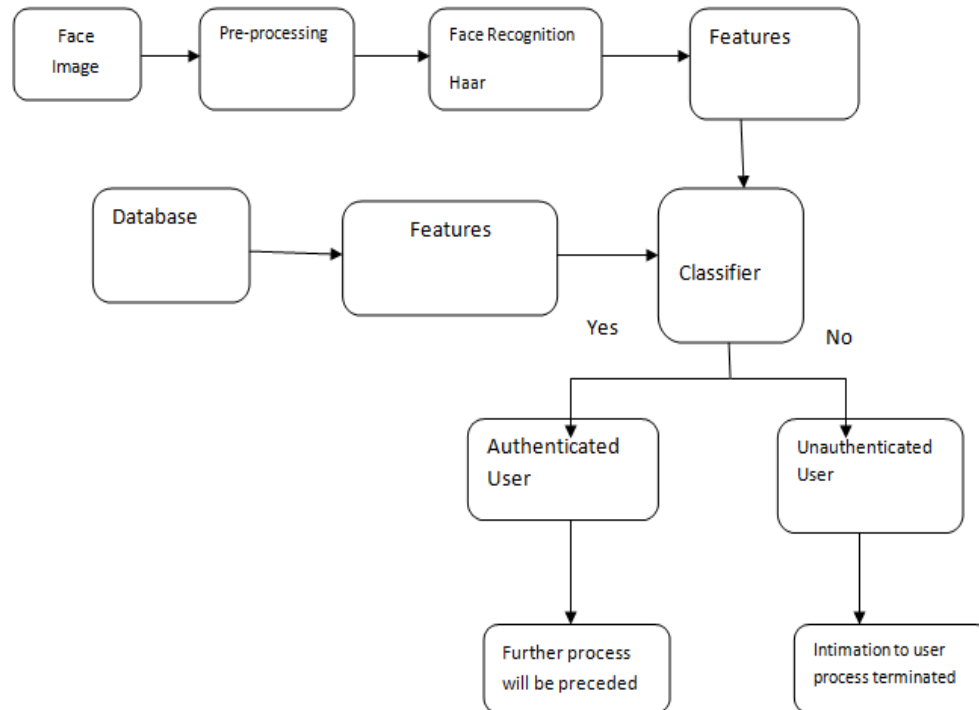 Face
Image
Pre-processing
Face Recognition
Haar
Features
Database
Features
Classifier
Yes
No
Authenticated
User
Unauthenticated
User
Further process
will be preceded
Intimation to user
process terminated